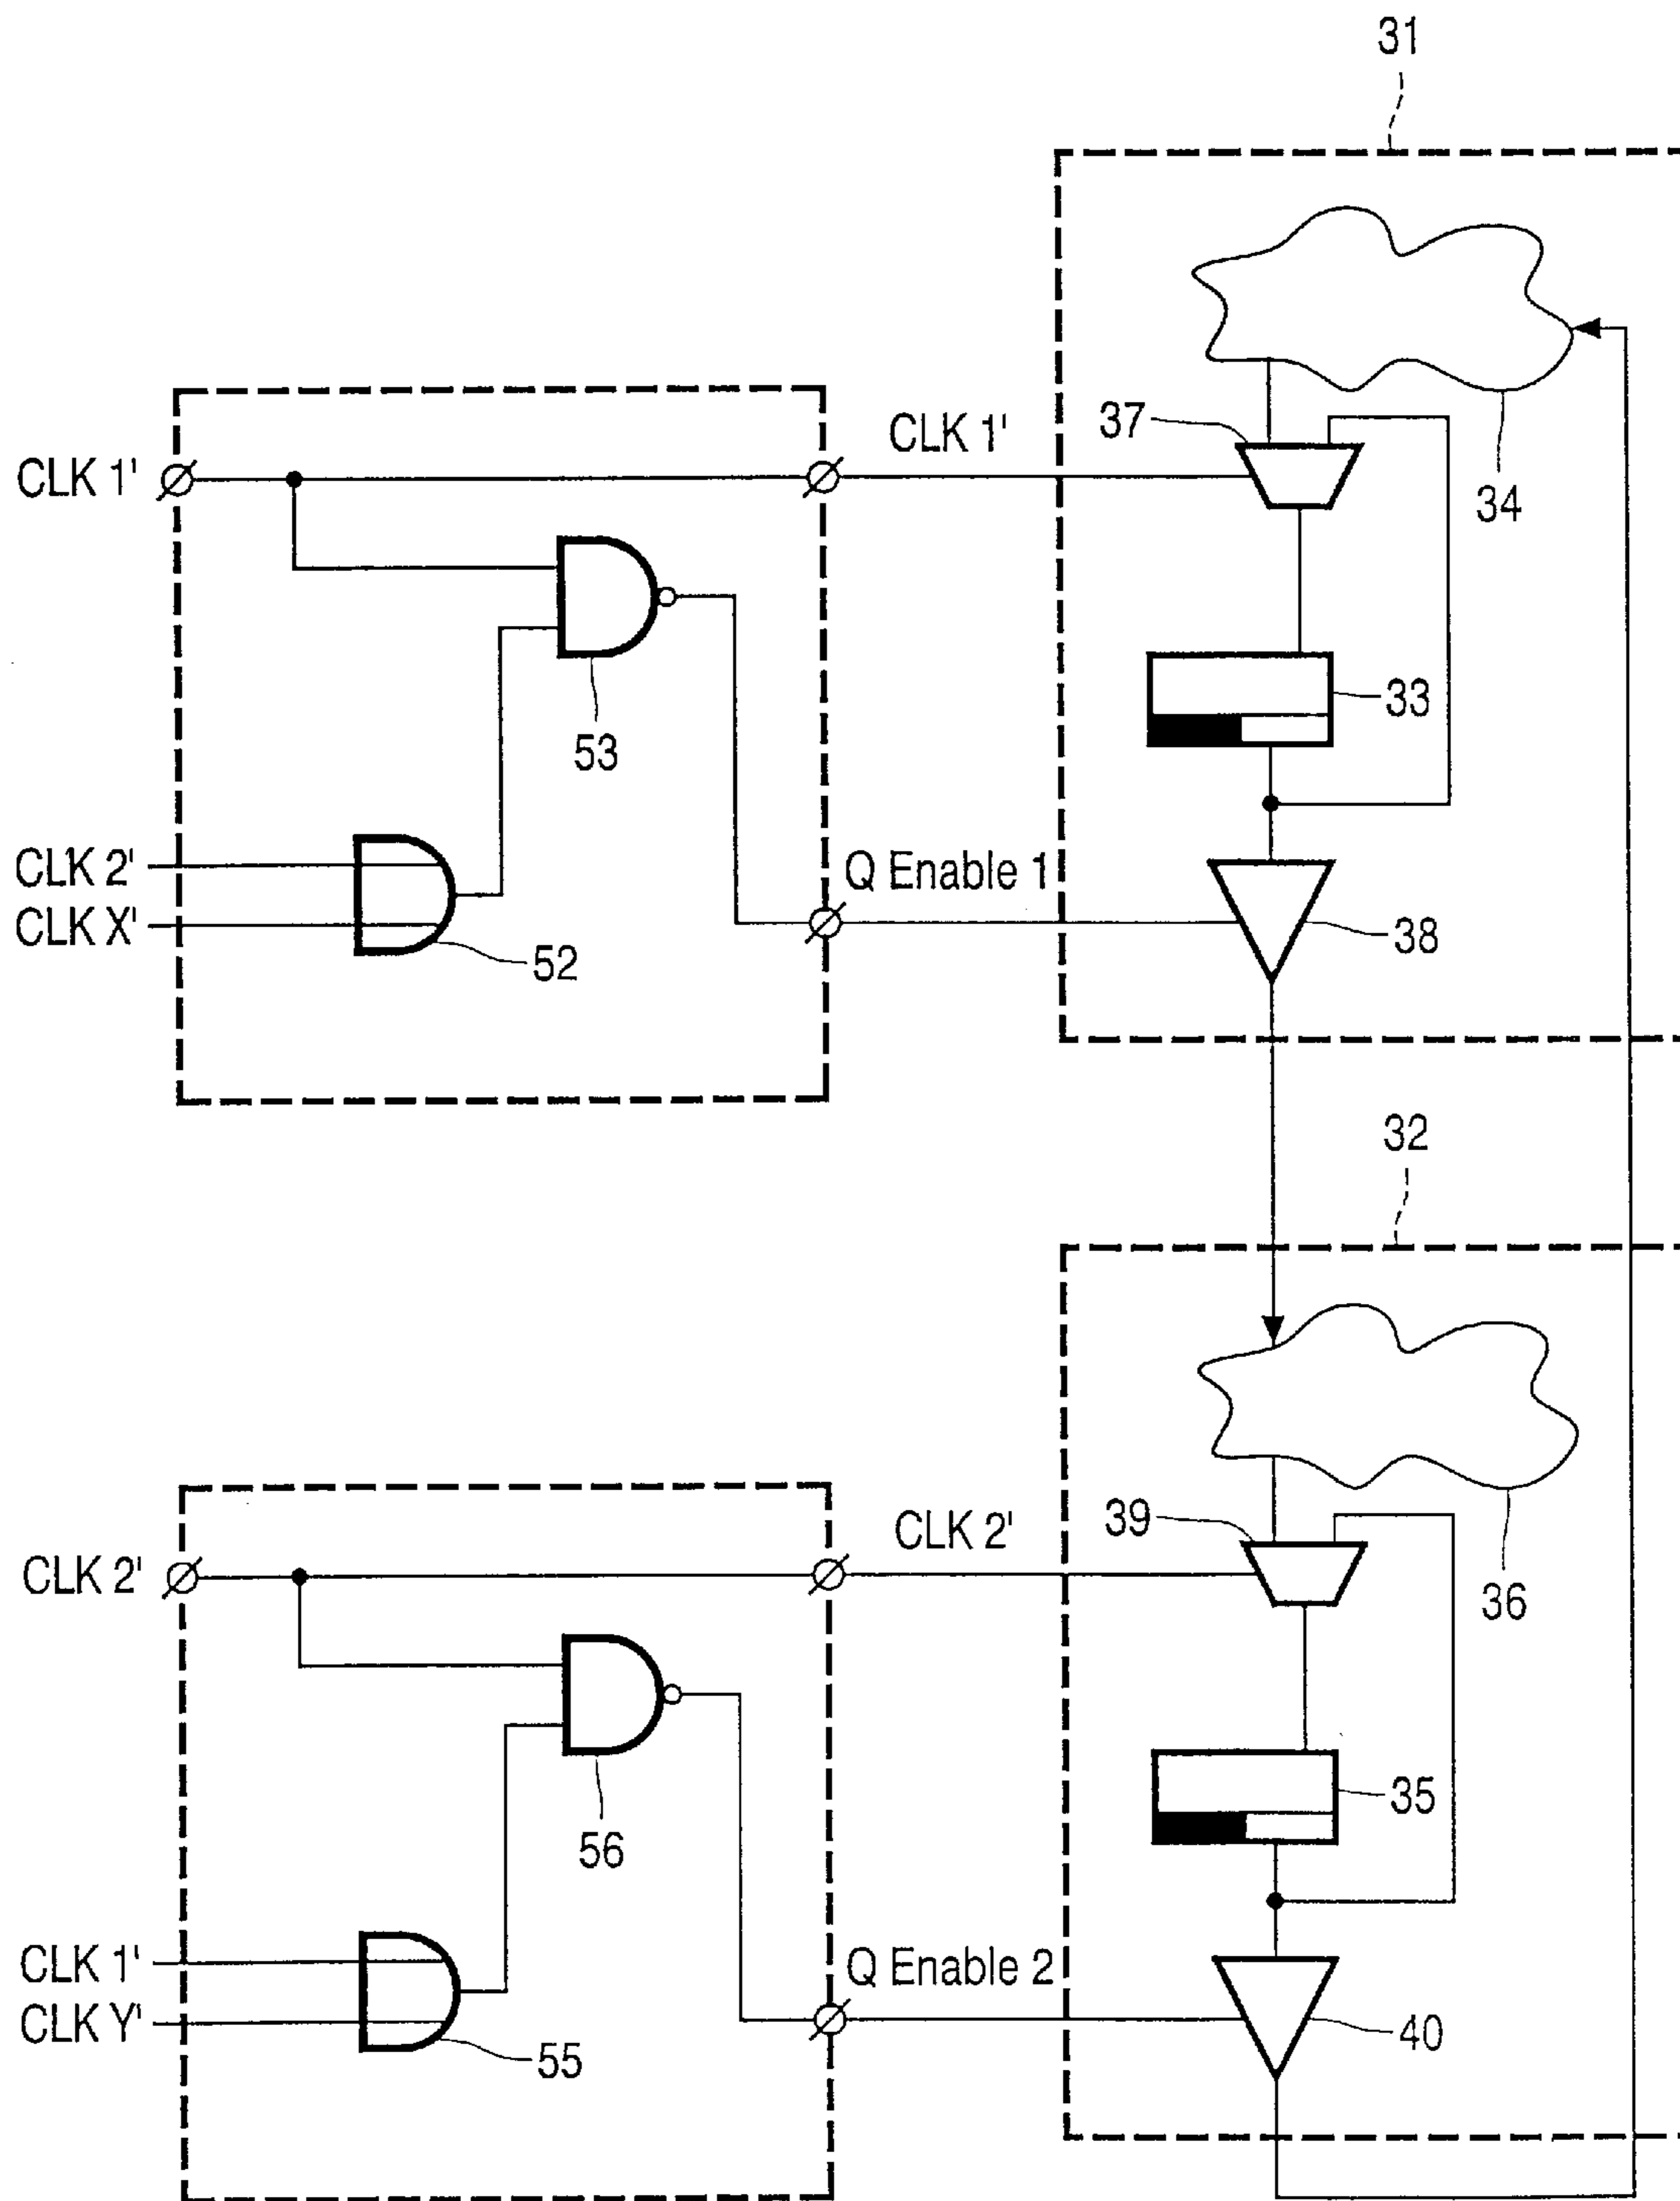 31
CLK 1'
CLK 1'
37
34
53
33
CLK 2'
CLK X'
52
Q Enable 1
38
32
CLK 2'
CLK 2'
39
36
56
35
CLK 1'
CLK Y'
55
Q Enable 2
40